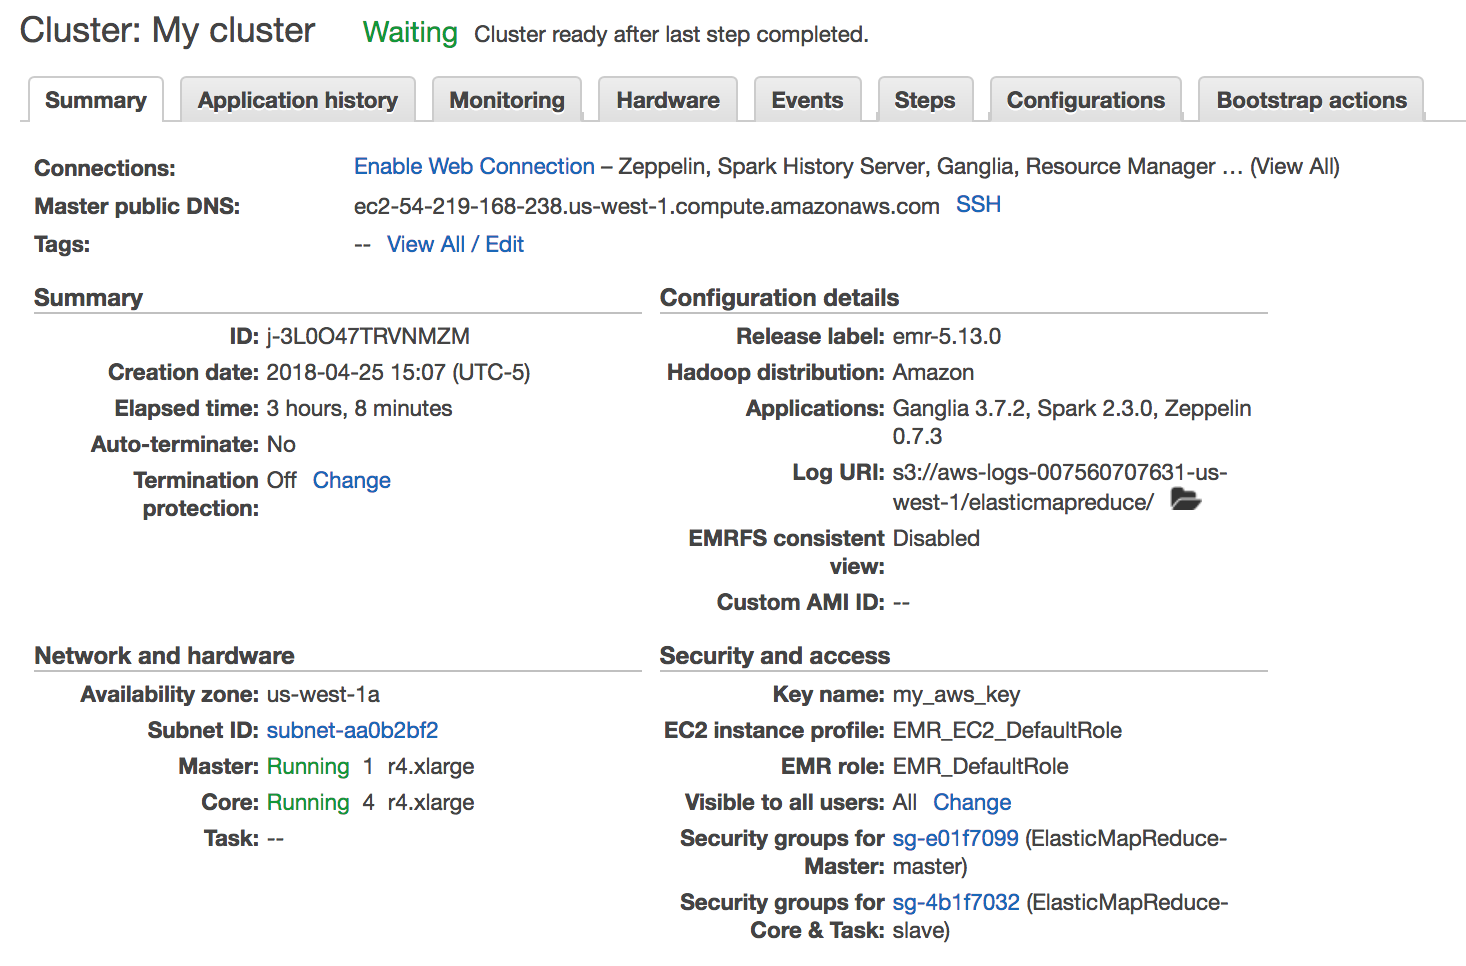 Cluster: My cluster Waiting Cluster ready after last step completed.
Summary Application history Monitoring Hardware Events Steps Configurations Bootstrap actions
Connections: Enable Web Connection – Zeppelin, Spark History Server, Ganglia, Resource Manager … (View All)
Master public DNS: ec2-54-219-168-238.us-west-1.compute.amazonaws.com SSH
Tags: -- View All / Edit
Summary
ID: j-3L0O47TRVNMZM
Creation date: 2018-04-25 15:07 (UTC-5)
Elapsed time: 3 hours, 8 minutes
Auto-terminate: No
Termination Off Change
protection:
Configuration details
Release label: emr-5.13.0
Hadoop distribution: Amazon
Applications: Ganglia 3.7.2, Spark 2.3.0, Zeppelin
0.7.3
Log URI: s3://aws-logs-007560707631-us-
west-1/elasticmapreduce/
EMRFS consistent Disabled
view:
Custom AMI ID: --
Network and hardware
Availability zone: us-west-1a
Subnet ID: subnet-aa0b2bf2
Master: Running 1 r4.xlarge
Core: Running 4 r4.xlarge
Task: --
Security and access
Key name: my_aws_key
EC2 instance profile: EMR_EC2_DefaultRole
EMR role: EMR_DefaultRole
Visible to all users: All Change
Security groups for sg-e01f7099 (ElasticMapReduce-
Master: master)
Security groups for sg-4b1f7032 (ElasticMapReduce-
Core & Task: slave)